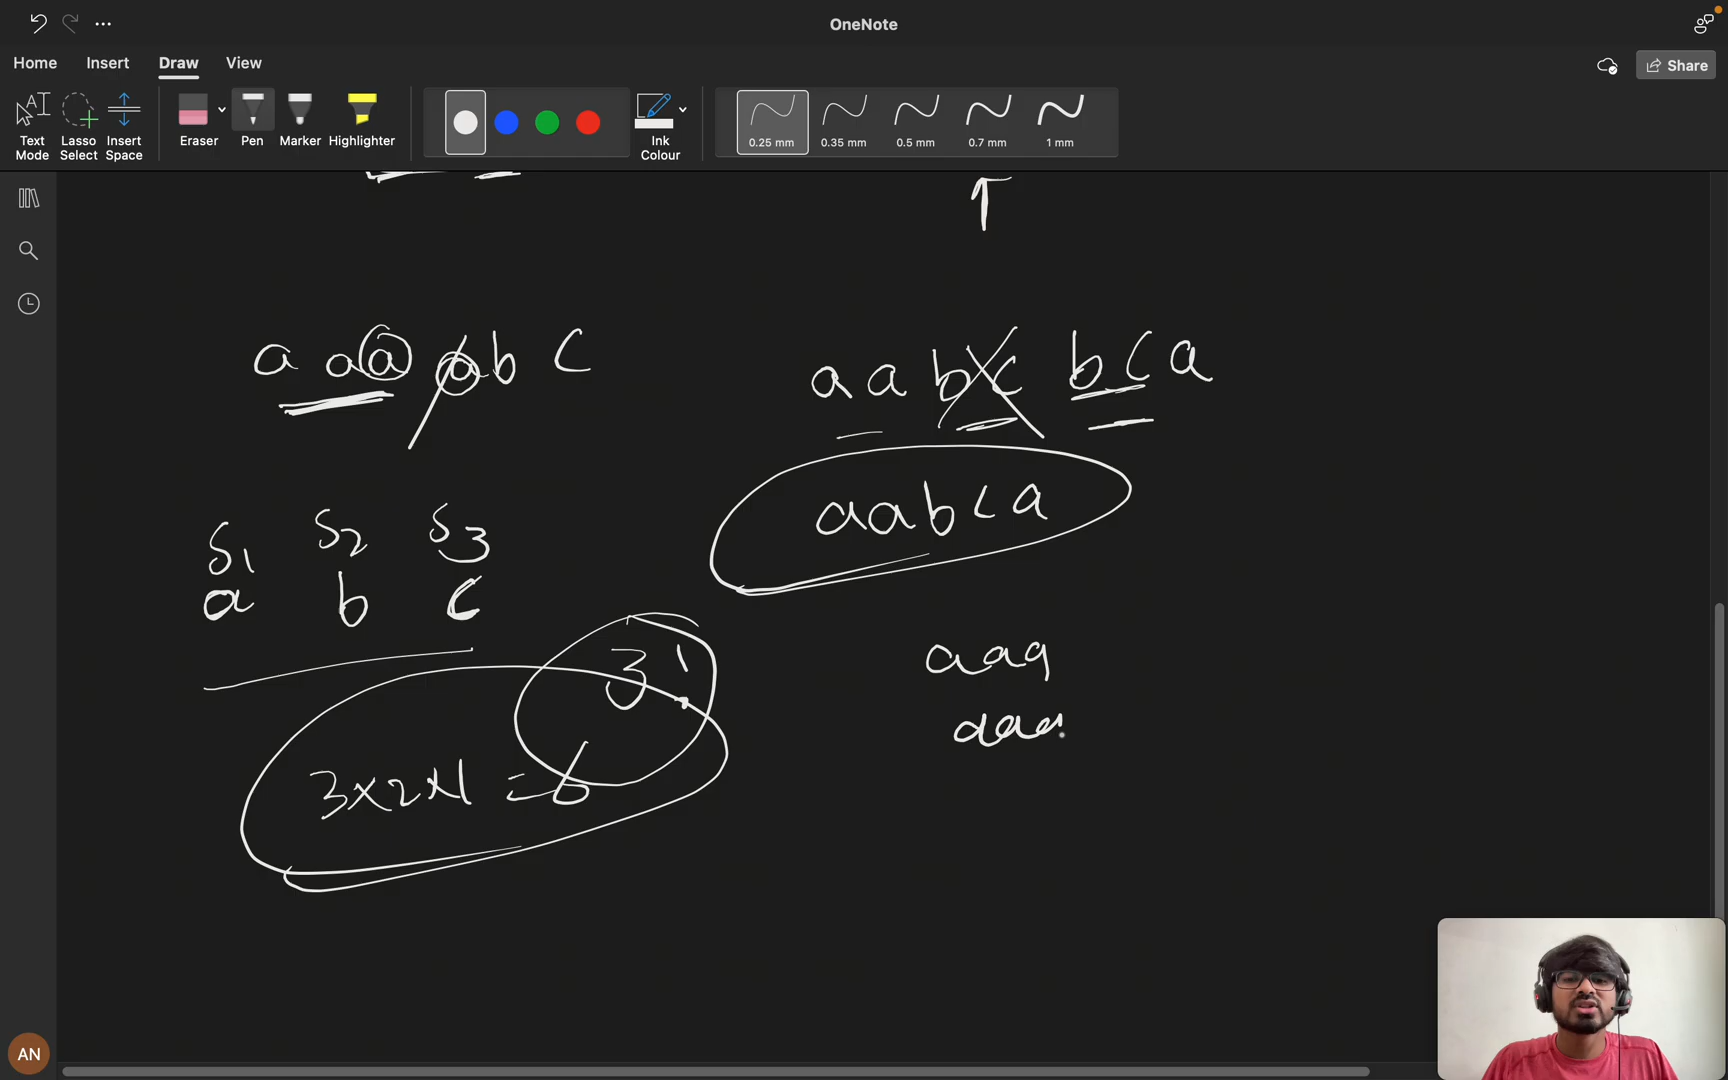 OneNote
Home Insert Draw View
Share
Text Mode
Lasso Select
Insert Space
Eraser
Pen
Marker
Highlighter
Ink Colour
0.25 mm
0.35 mm
0.5 mm
0.7 mm
1 mm
a a a a b c
a a b c b c a
a a b c a
S1 S2 S3
a b c
3!
3x2x1 = 6
aaa
aaa
AN